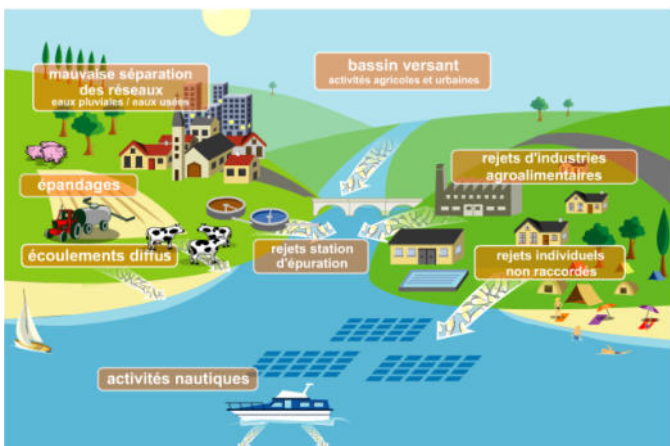 mauvaise séparation
des réseaux
eaux pluviales / eaux usées
bassin versant
activités agricoles et urbaines
rejets d'industries
agroalimentaires
épandages
écoulements diffus
rejets station
d'épuration
rejets individuels
non raccordés
activités nautiques